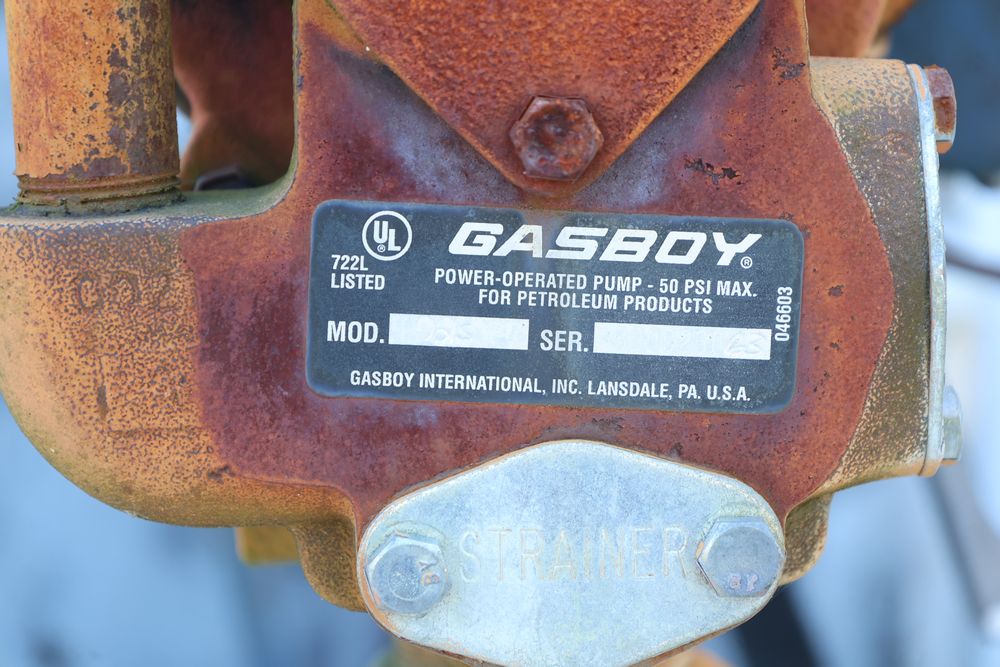 UL
®
722L
LISTED
GASBOY®
POWER-OPERATED PUMP - 50 PSI MAX.
FOR PETROLEUM PRODUCTS
MOD.
SER.
046603
GASBOY INTERNATIONAL, INC. LANSDALE, PA. U.S.A.
STRAINER